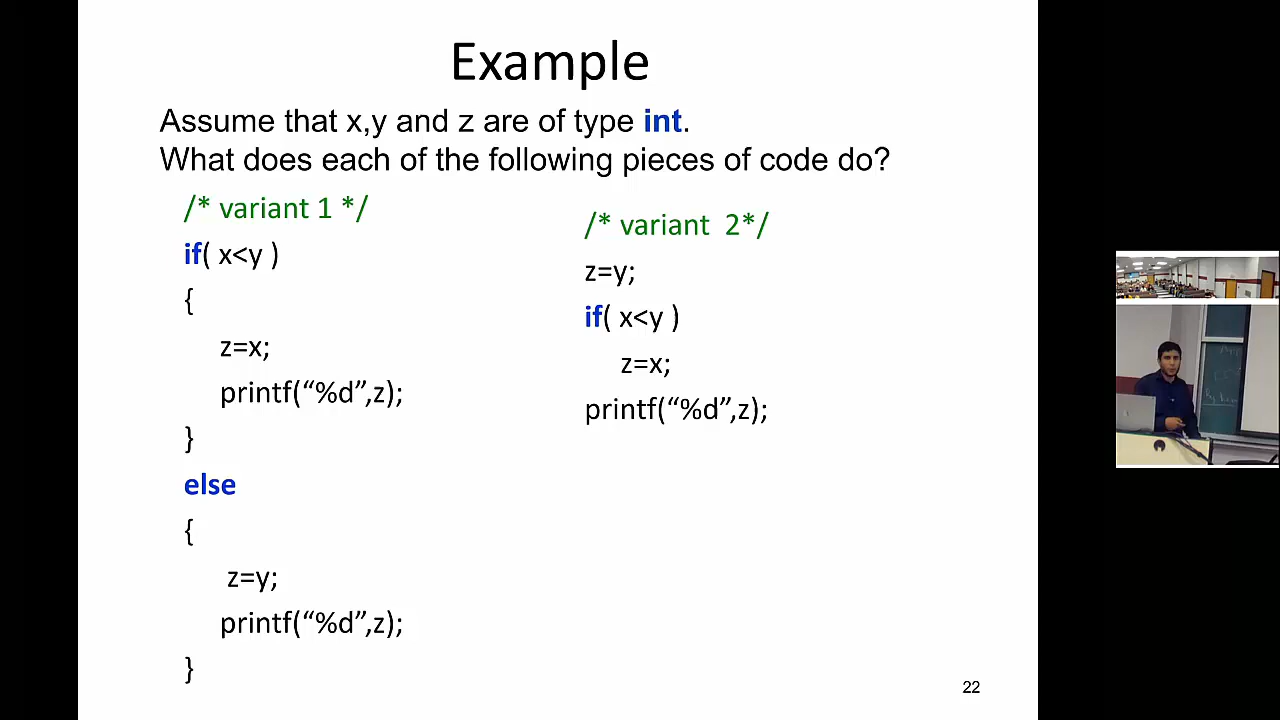 Example
Assume that x,y and z are of type int.
What does each of the following pieces of code do?
/* variant 1 */
if( x<y )
{
z=x;
printf(“%d”,z);
}
else
{
z=y;
printf(“%d”,z);
}
/* variant  2*/
z=y;
if( x<y )
z=x;
printf(“%d”,z);
22